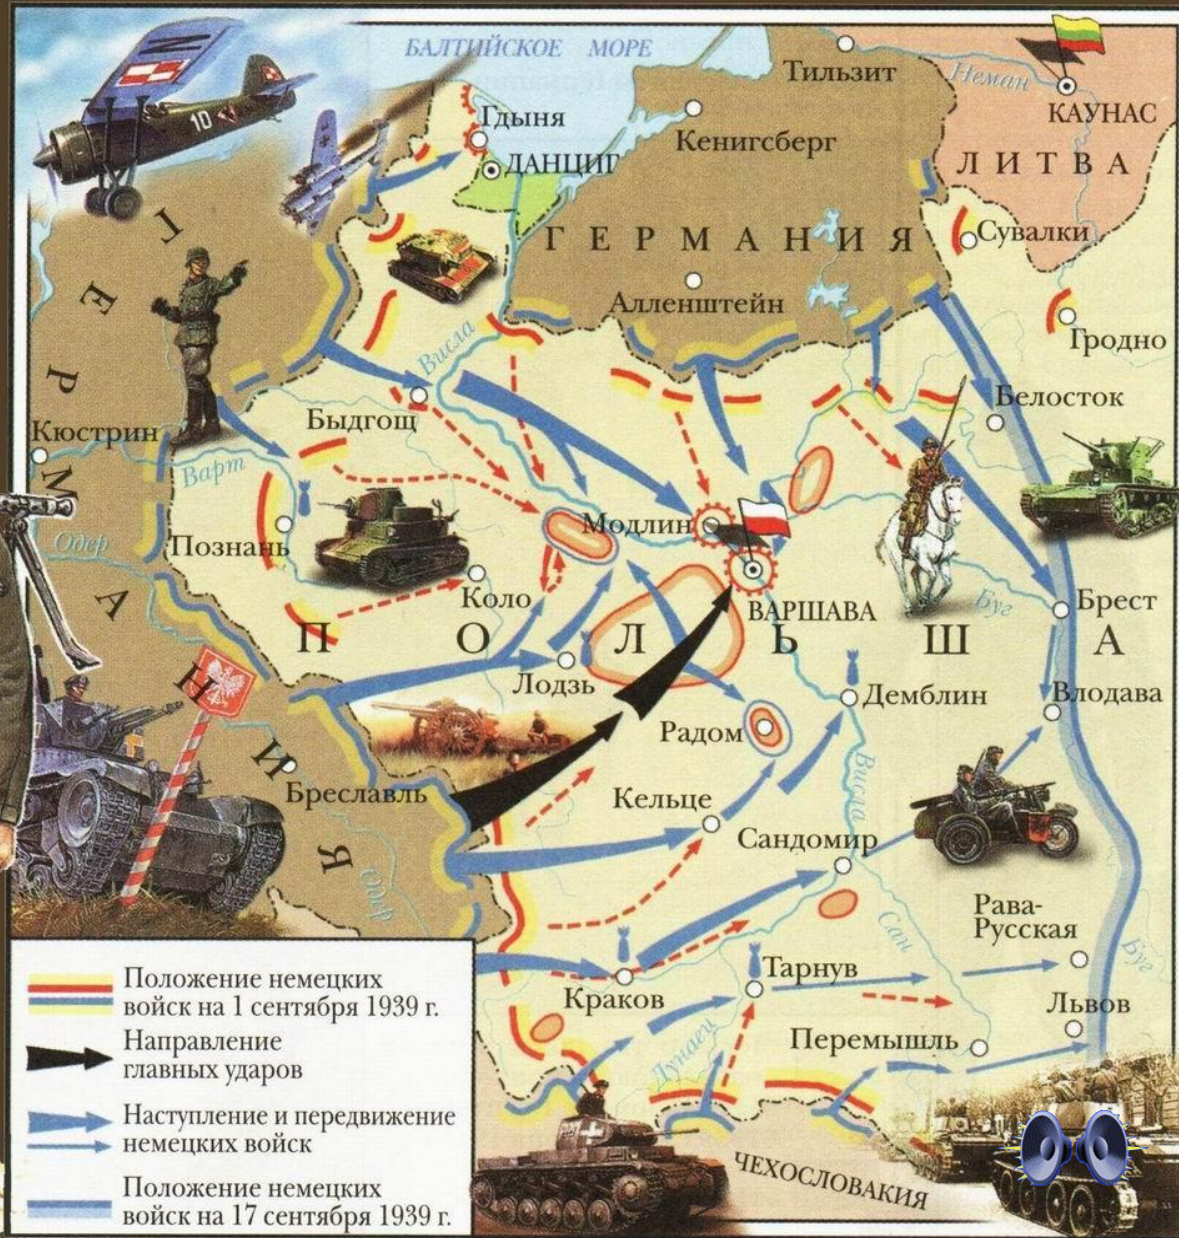 БАЛТИЙСКОЕ МОРЕ
Тильзит
Неман
КАУНАС
Гдыня
Кенигсберг
ДАНЦИГ
ЛИТВА
10
ГЕРМАНИЯ
ГЕРМАНИЯ
Сувалки
Алленштейн
Гродно
Висла
Белосток
Быдгощ
Кюстрин
Варт
Модлин
Одер
Познань
Коло
ВАРШАВА
Буг
Брест
ПОЛЬША
Лодзь
Демблин
Влодава
Радом
Бреславль
Кельце
Висла
Сандомир
Одер
Рава-
Русская
Сан
Буг
Краков
Тарнув
Львов
Дунаец
Перемышль
ЧЕХОСЛОВАКИЯ
Положение немецких
войск на 1 сентября 1939 г.
Направление
главных ударов
Наступление и передвижение
немецких войск
Положение немецких
войск на 17 сентября 1939 г.